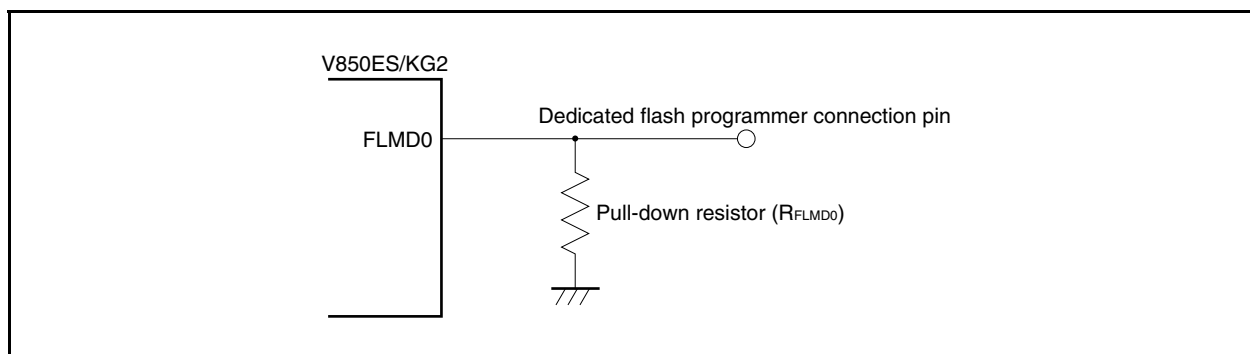 V850ES/KG2
Dedicated flash programmer connection pin
FLMD0
Pull-down resistor (RFLMD0)